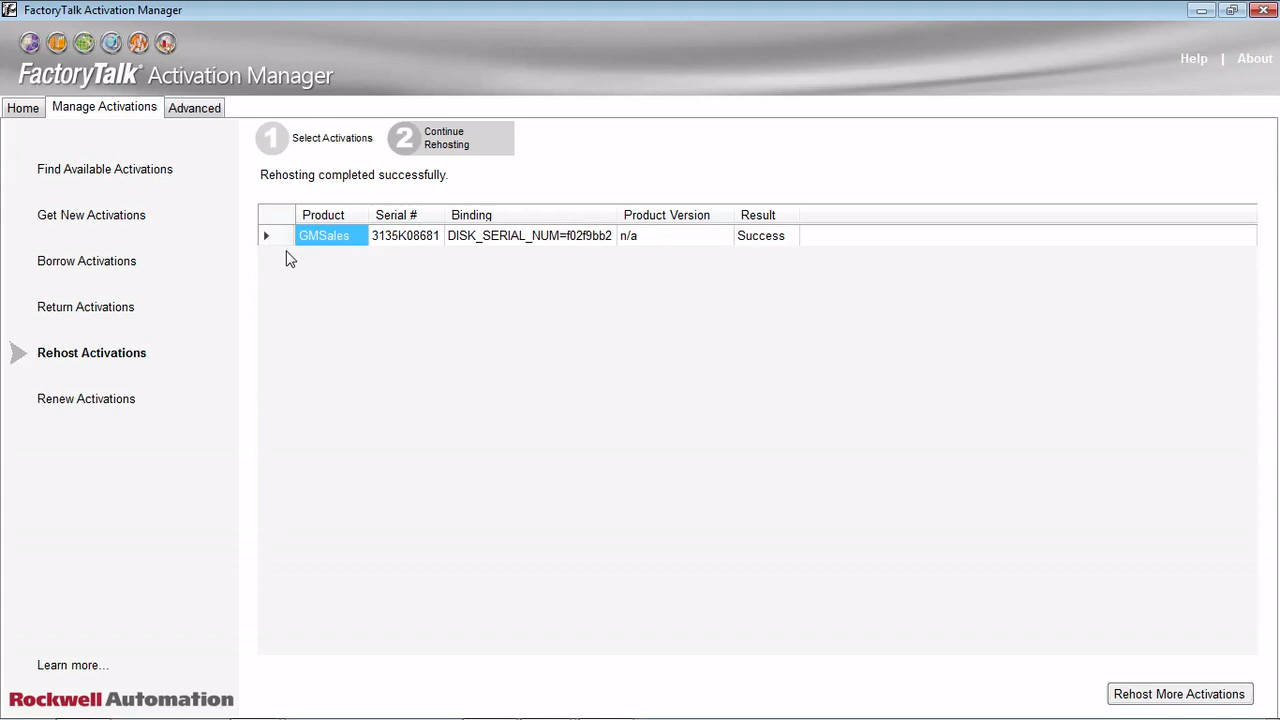 FactoryTalk Activation Manager
FactoryTalk® Activation Manager
Help | About
Home Manage Activations Advanced
1 Select Activations 2 Continue Rehosting
Rehosting completed successfully.
Product Serial # Binding Product Version Result
GMSales 3135K08681 DISK_SERIAL_NUM=f02f9bb2 n/a Success
Find Available Activations
Get New Activations
Borrow Activations
Return Activations
Rehost Activations
Renew Activations
Learn more...
Rockwell Automation
Rehost More Activations